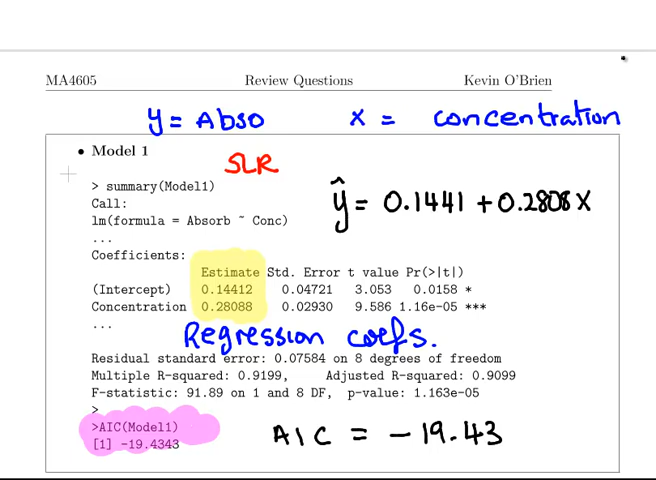 MA4605 Review Questions Kevin O'Brien
y = Abso x = concentration
• Model 1
SLR
> summary(Model1)
Call:
ŷ = 0.1441 + 0.2808 X
lm(formula = Absorb ~ Conc)
...
Coefficients:
Estimate Std. Error t value Pr(>|t|)
(Intercept) 0.14412 0.04721 3.053 0.0158 *
Concentration 0.28088 0.02930 9.586 1.16e-05 ***
...
Regression coefs.
Residual standard error: 0.07584 on 8 degrees of freedom
Multiple R-squared: 0.9199, Adjusted R-squared: 0.9099
F-statistic: 91.89 on 1 and 8 DF, p-value: 1.163e-05
>
>AIC(Model1)
[1] -19.4343
AIC = -19.43